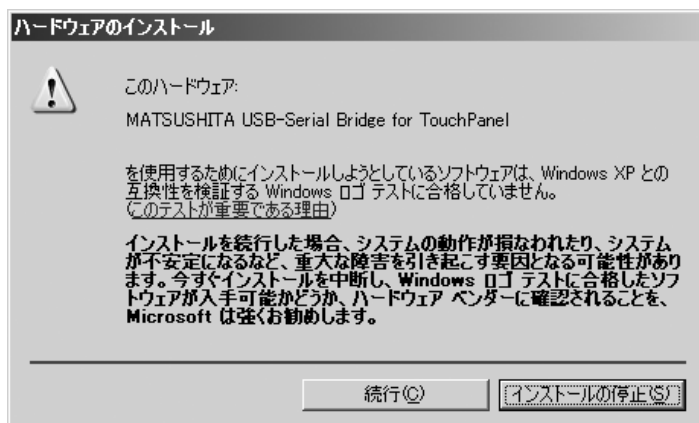 ハードウェアのインストール
このハードウェア:
MATSUSHITA USB-Serial Bridge for TouchPanel
を使用するためにインストールしようとしているソフトウェアは、Windows XP との
互換性を検証する Windows ロゴ テストに合格していません。
(このテストが重要である理由)
インストールを続行した場合、システムの動作が損なわれたり、システム
が不安定になるなど、重大な障害を引き起こす要因となる可能性があり
ます。今すぐインストールを中断し、Windows ロゴ テストに合格したソフ
トウェアが入手可能かどうか、ハードウェア ベンダーに確認されることを、
Microsoft は強くお勧めします。
続行(C)
インストールの停止(S)